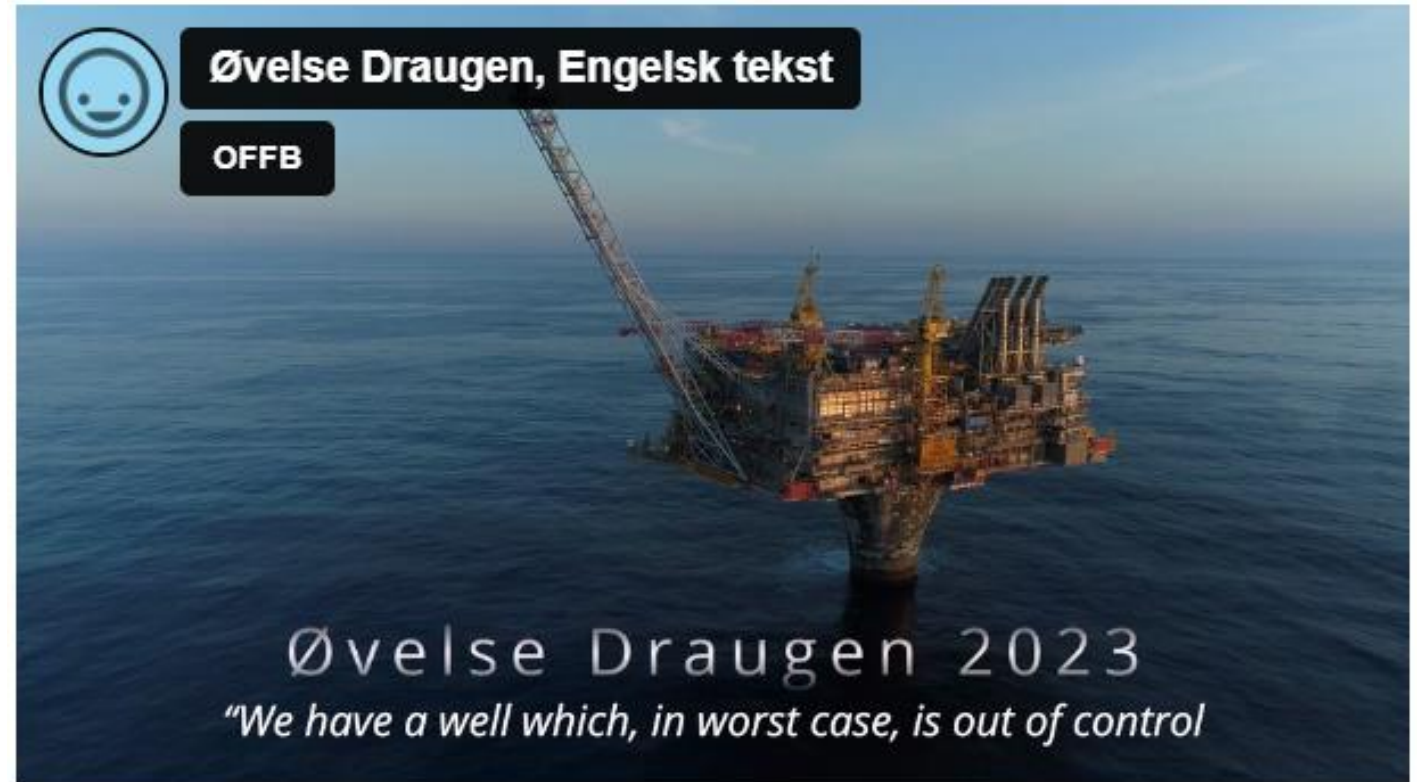 Øvelse Draugen, Engelsk tekst
OFFB
Øvelse Draugen 2023
“We have a well which, in worst case, is out of control